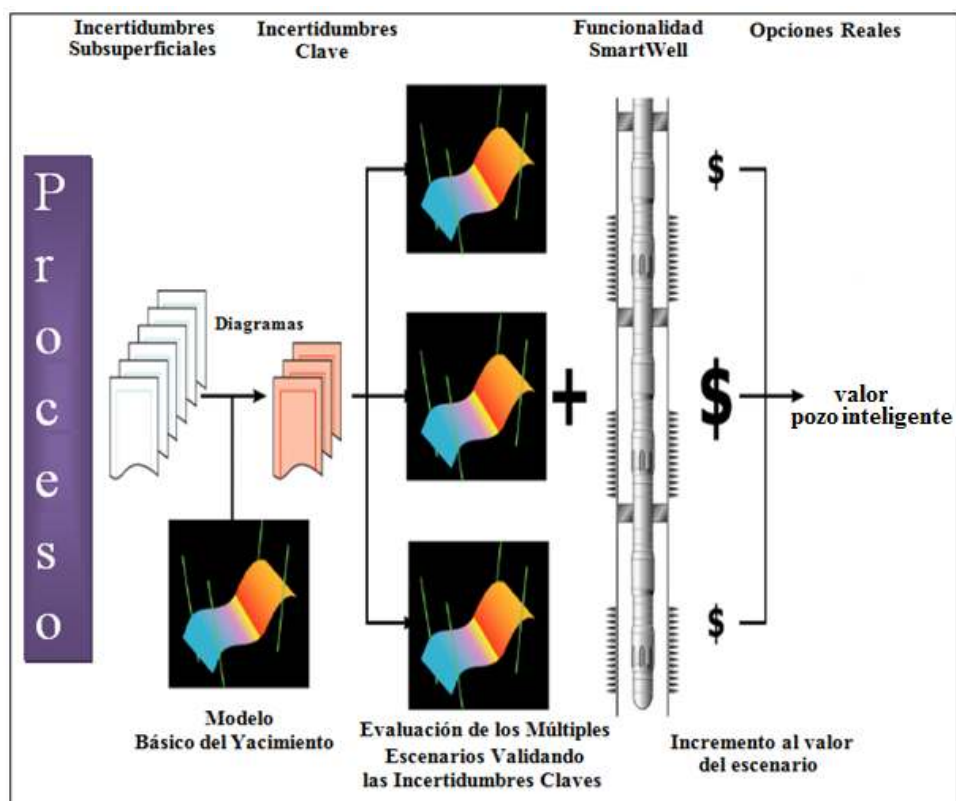 Incertidumbres
Subsuperficiales
Incertidumbres
Clave
Funcionalidad
SmartWell
Opciones Reales
Proceso
Diagramas
$
$
$
valor
pozo inteligente
Modelo
Básico del Yacimiento
Evaluación de los Múltiples
Escenarios Validando
las Incertidumbres Claves
Incremento al valor
del escenario